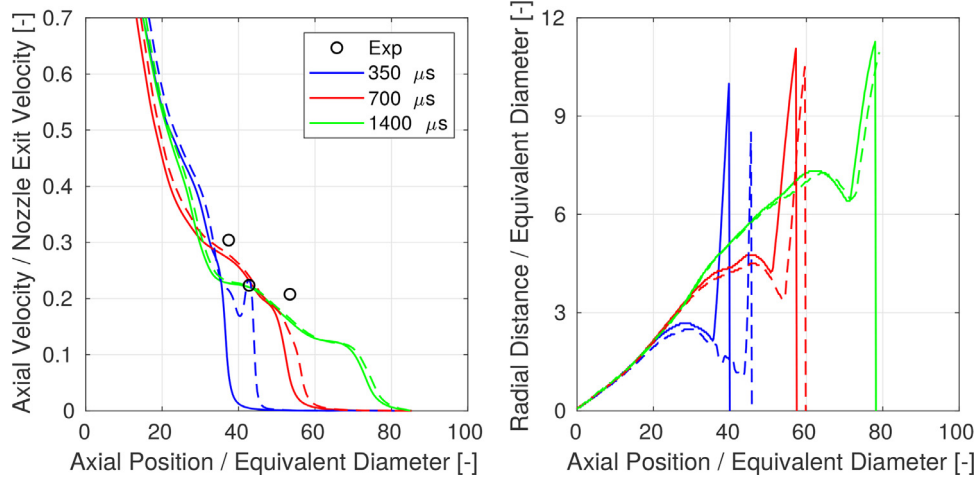 Axial Velocity / Nozzle Exit Velocity [-]
0.7
0.6
0.5
0.4
0.3
0.2
0.1
0
0 20 40 60 80 100
Axial Position / Equivalent Diameter [-]
Exp
350 μs
700 μs
1400 μs
Radial Distance / Equivalent Diameter [-]
12
9
6
3
0
0 20 40 60 80 100
Axial Position / Equivalent Diameter [-]